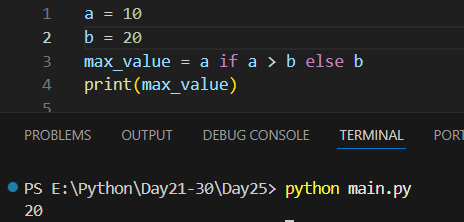 1 a = 10
2 b = 20
3 max_value = a if a > b else b
4 print(max_value)
PROBLEMS OUTPUT DEBUG CONSOLE TERMINAL
PS E:\Python\Day21-30\Day25> python main.py
20